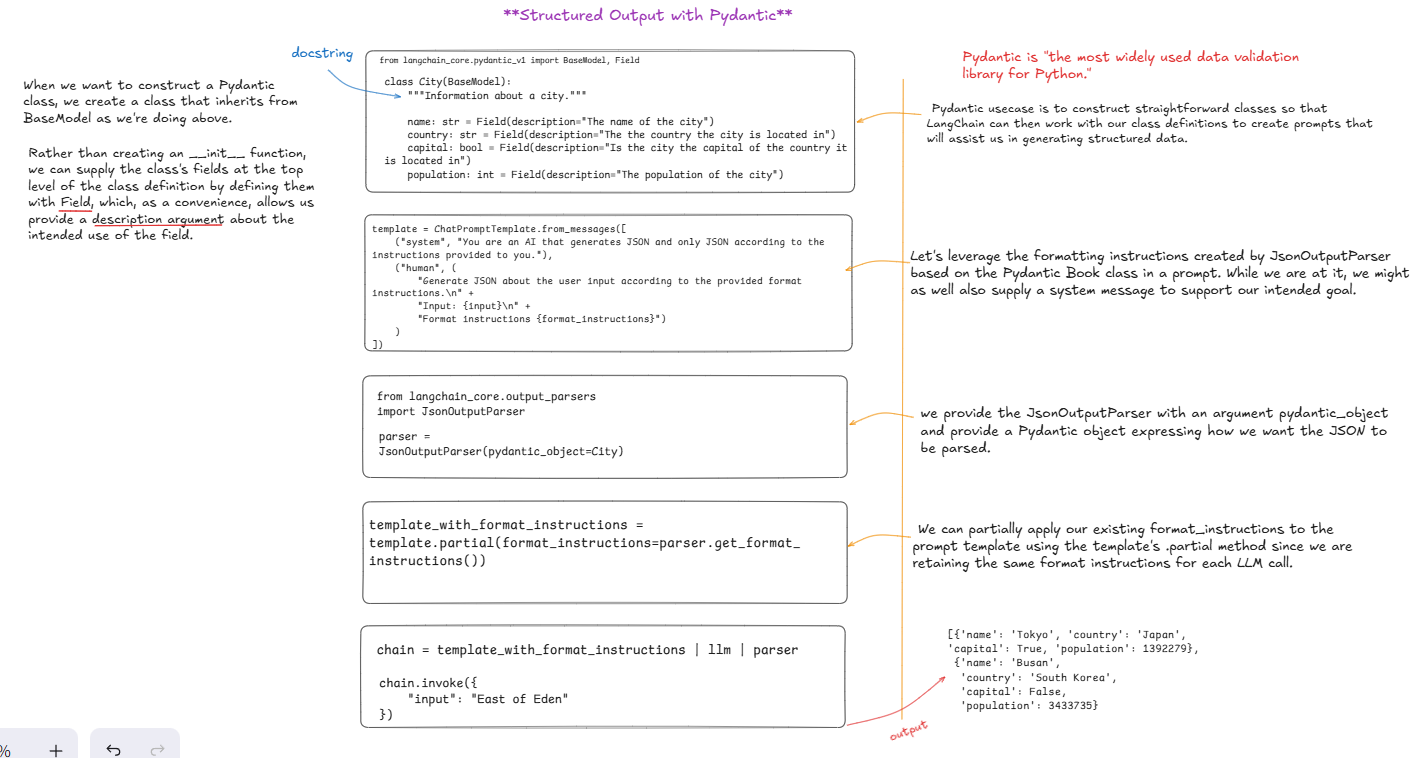 **Structured Output with Pydantic**
docstring
When we want to construct a Pydantic
class, we create a class that inherits from
BaseModel as we're doing above.
Rather than creating an __init__ function,
we can supply the class's fields at the top
level of the class definition by defining them
with Field, which, as a convenience, allows us
provide a description argument about the
intended use of the field.
from langchain_core.pydantic_v1 import BaseModel, Field
class City(BaseModel):
"""Information about a city."""
name: str = Field(description="The name of the city")
country: str = Field(description="The the country the city is located in")
capital: bool = Field(description="Is the city the capital of the country it
is located in")
population: int = Field(description="The population of the city")
Pydantic is "the most widely used data validation
library for Python."
Pydantic usecase is to construct straightforward classes so that
LangChain can then work with our class definitions to create prompts that
will assist us in generating structured data.
template = ChatPromptTemplate.from_messages([
("system", "You are an AI that generates JSON and only JSON according to the
instructions provided to you."),
("human", (
"Generate JSON about the user input according to the provided format
instructions.\n" +
"Input: {input}\n" +
"Format instructions {format_instructions}")
)
])
Let's leverage the formatting instructions created by JsonOutputParser
based on the Pydantic Book class in a prompt. While we are at it, we might
as well also supply a system message to support our intended goal.
from langchain_core.output_parsers
import JsonOutputParser
parser =
JsonOutputParser(pydantic_object=City)
we provide the JsonOutputParser with an argument pydantic_object
and provide a Pydantic object expressing how we want the JSON to
be parsed.
template_with_format_instructions =
template.partial(format_instructions=parser.get_format_
instructions())
We can partially apply our existing format_instructions to the
prompt template using the template's .partial method since we are
retaining the same format instructions for each LLM call.
chain = template_with_format_instructions | llm | parser
chain.invoke({
"input": "East of Eden"
})
output
[{'name': 'Tokyo', 'country': 'Japan',
'capital': True, 'population': 1392279},
{'name': 'Busan',
'country': 'South Korea',
'capital': False,
'population': 3433735}
%